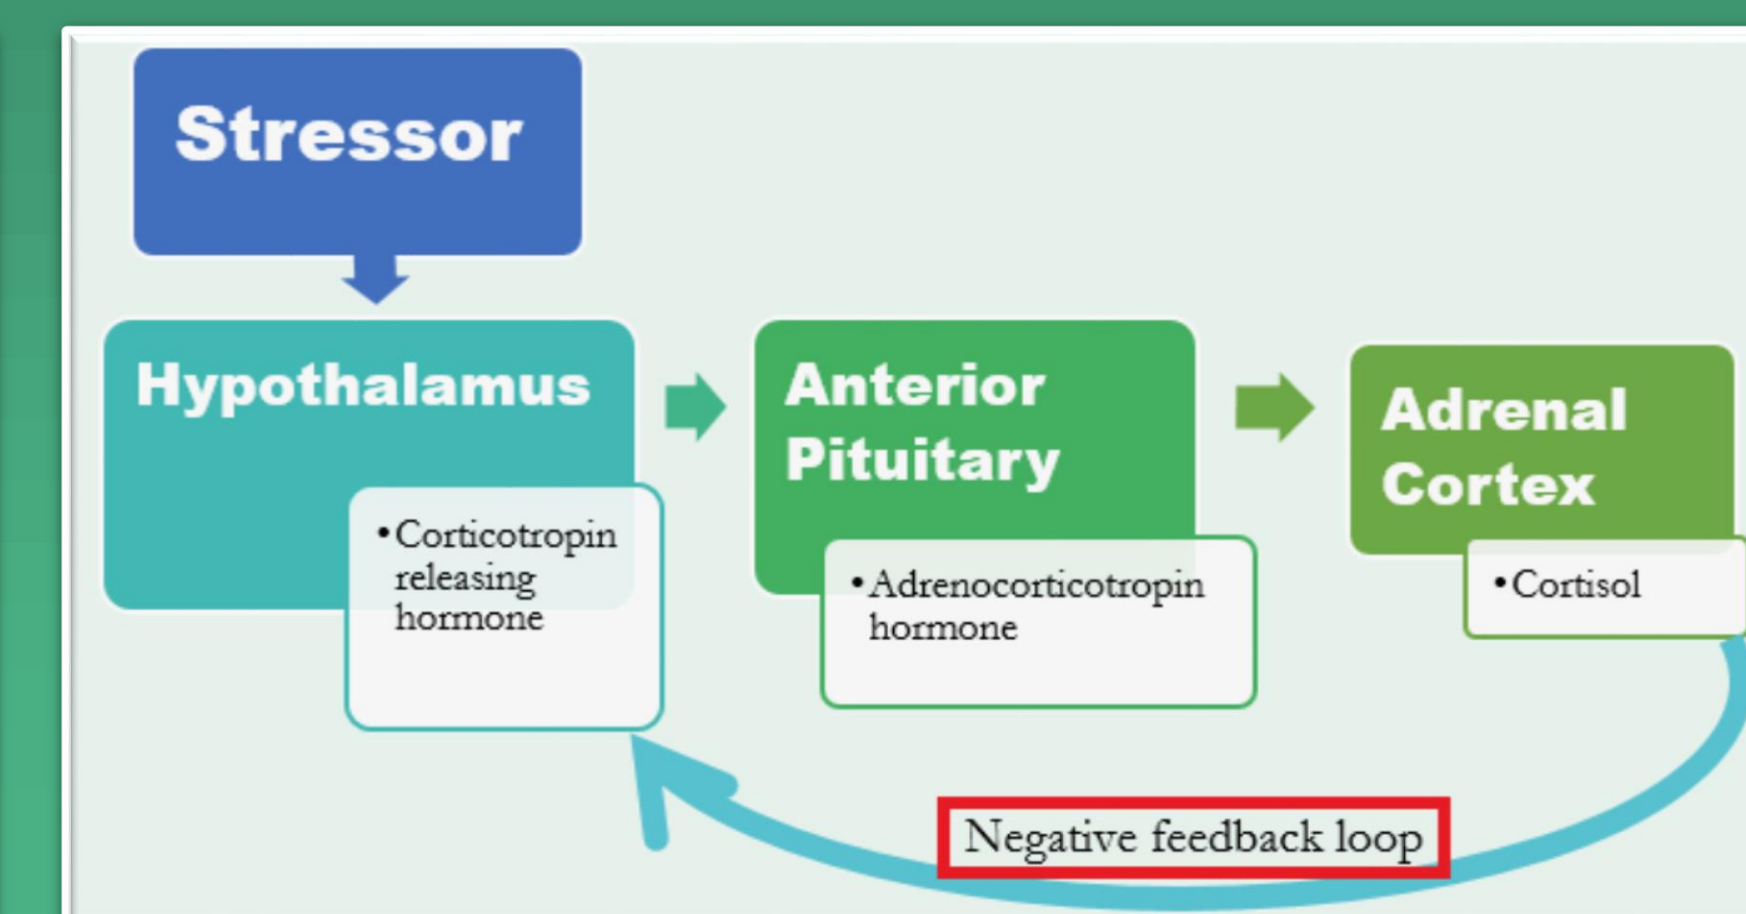 Stressor
Hypothalamus
•Corticotropin
releasing
hormone
Anterior
Pituitary
•Adrenocorticotropin
hormone
Adrenal
Cortex
•Cortisol
Negative feedback loop